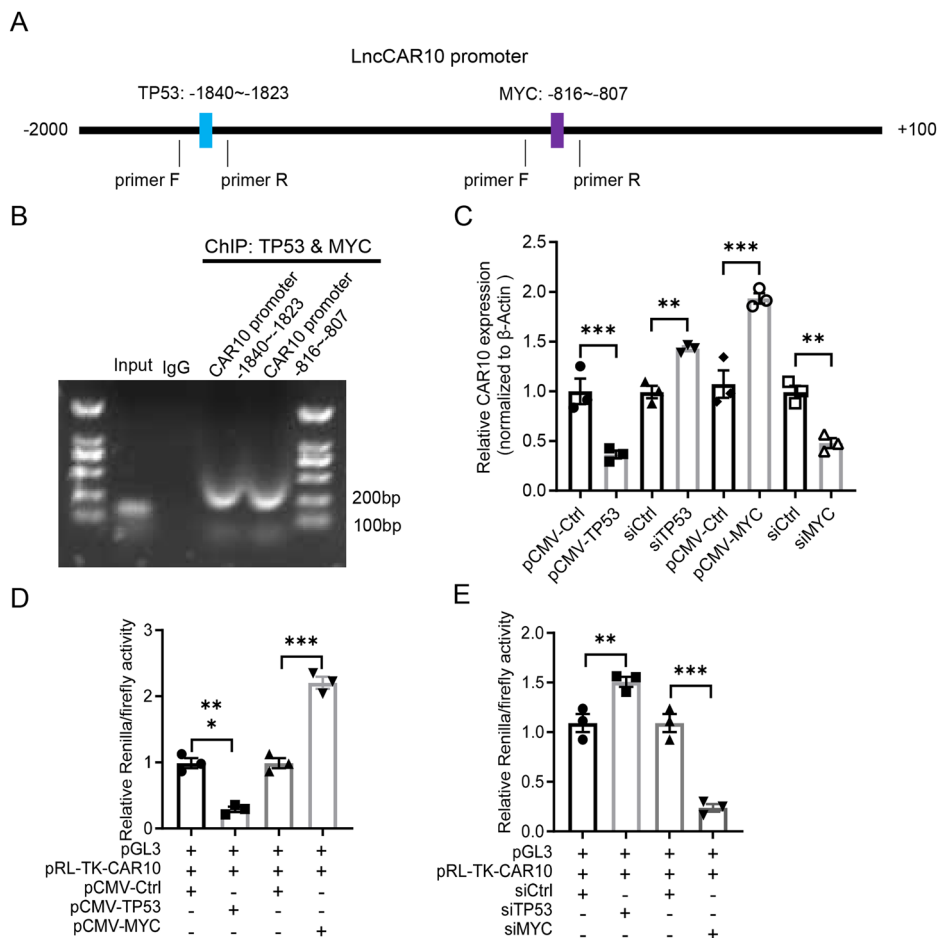 A
LncCAR10 promoter
TP53: -1840~-1823
MYC: -816~-807
-2000
+100
primer F
primer R
primer F
primer R
B
ChIP: TP53 & MYC
Input
IgG
CAR10 promoter
-1840~-1823
CAR10 promoter
-816~-807
200bp
100bp
C
Relative CAR10 expression
(normalized to β-Actin )
2.5
2.0
1.5
1.0
0.5
0.0
***
**
***
**
pCMV-Ctrl
pCMV-TP53
siCtrl
siTP53
pCMV-Ctrl
pCMV-MYC
siCtrl
siMYC
D
Relative Renilla/firefly activity
3
2
1
0
**
*
***
pGL3 + + + +
pRL-TK-CAR10 + + + +
pCMV-Ctrl + - + -
pCMV-TP53 - + - -
pCMV-MYC - - - +
E
Relative Renilla/firefly activity
2.0
1.5
1.0
0.5
0.0
**
***
pGL3 + + + +
pRL-TK-CAR10 + + + +
siCtrl + - + -
siTP53 - + - -
siMYC - - - +